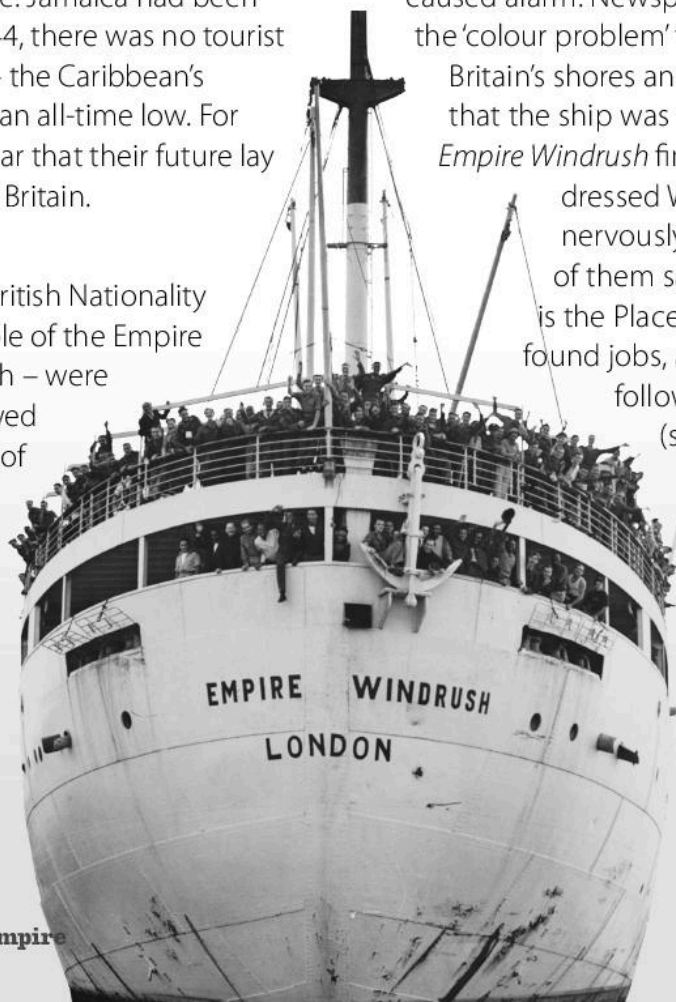 e. Jamaica had been
4, there was no tourist
the Caribbean's
an all-time low. For
ar that their future lay
Britain.
ritish Nationality
le of the Empire
h – were
ved
of
caused alarm. Newsp
the 'colour problem'
Britain's shores an
that the ship was
Empire Windrush fi
dressed W
nervously
of them s
is the Place
found jobs,
follow
(s
EMPIRE WINDRUSH
LONDON
mpire